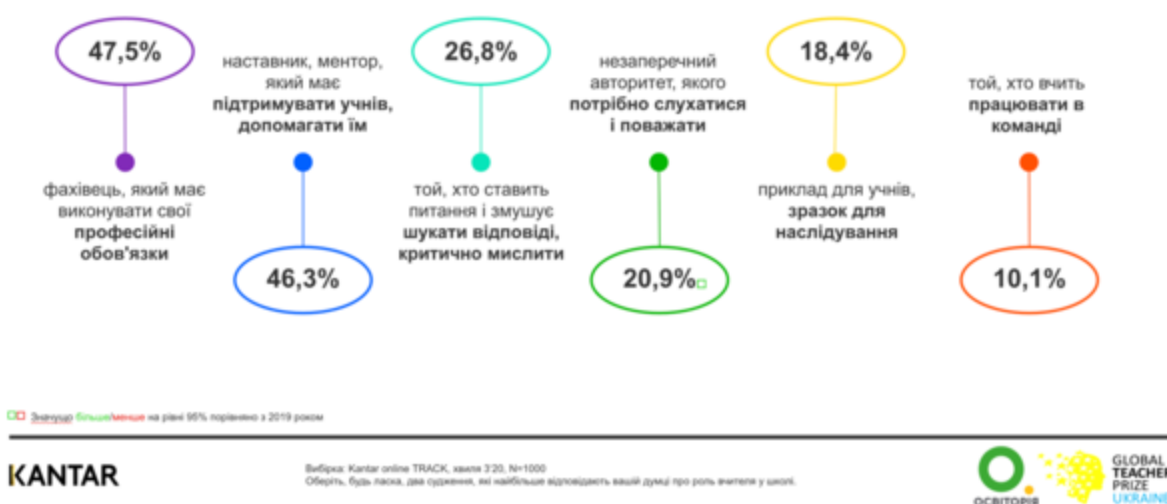 47,5%
наставник, ментор,
який має
підтримувати учнів,
допомагати їм
26,8%
незаперечний
авторитет, якого
потрібно слухатися
і поважати
18,4%
той, хто вчить
працювати в
команді
фахівець, який має
виконувати свої
професійні
обов'язки
46,3%
той, хто ставить
питання і змушує
шукати відповіді,
критично мислити
20,9%
приклад для учнів,
зразок для
наслідування
10,1%
Значущо більше/менше на рівні 95% порівняно з 2019 роком
KANTAR
Вибірка: Kantar online TRACK, хвиля 3'20, N=1000
Оберіть, будь ласка, два судження, які найбільше відповідають вашій думці про роль вчителя у школі.
ОСВІТОРІЯ
GLOBAL
TEACHER
PRIZE
UKRAINE